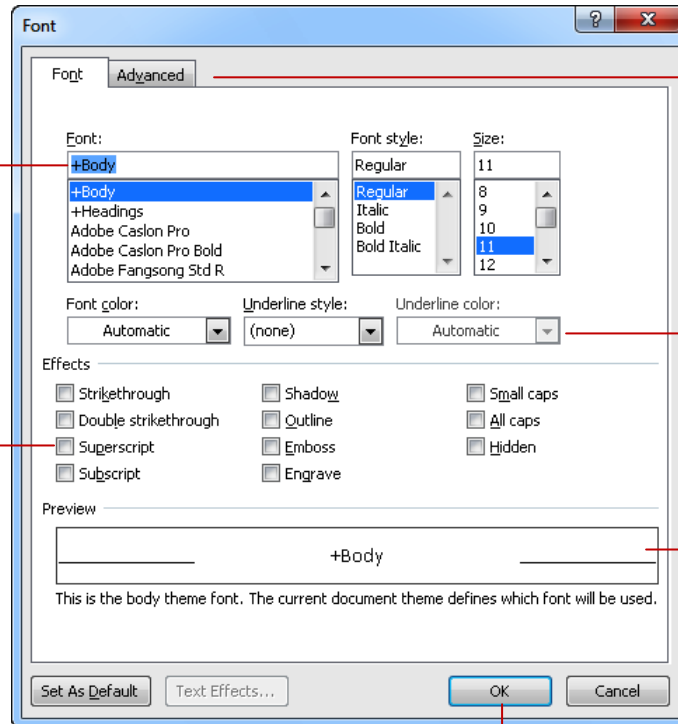 Font
?
X
Font Advanced
Font: Font style: Size:
+Body Regular 11
+Body Regular 8
+Headings Italic 9
Adobe Caslon Pro Bold 10
Adobe Caslon Pro Bold Bold Italic 11
Adobe Fangsong Std R 12
Font color: Underline style: Underline color:
Automatic (none) Automatic
Effects
Strikethrough Shadow Small caps
Double strikethrough Outline All caps
Superscript Emboss Hidden
Subscript Engrave
Preview
+Body
This is the body theme font. The current document theme defines which font will be used.
Set As Default Text Effects... OK Cancel